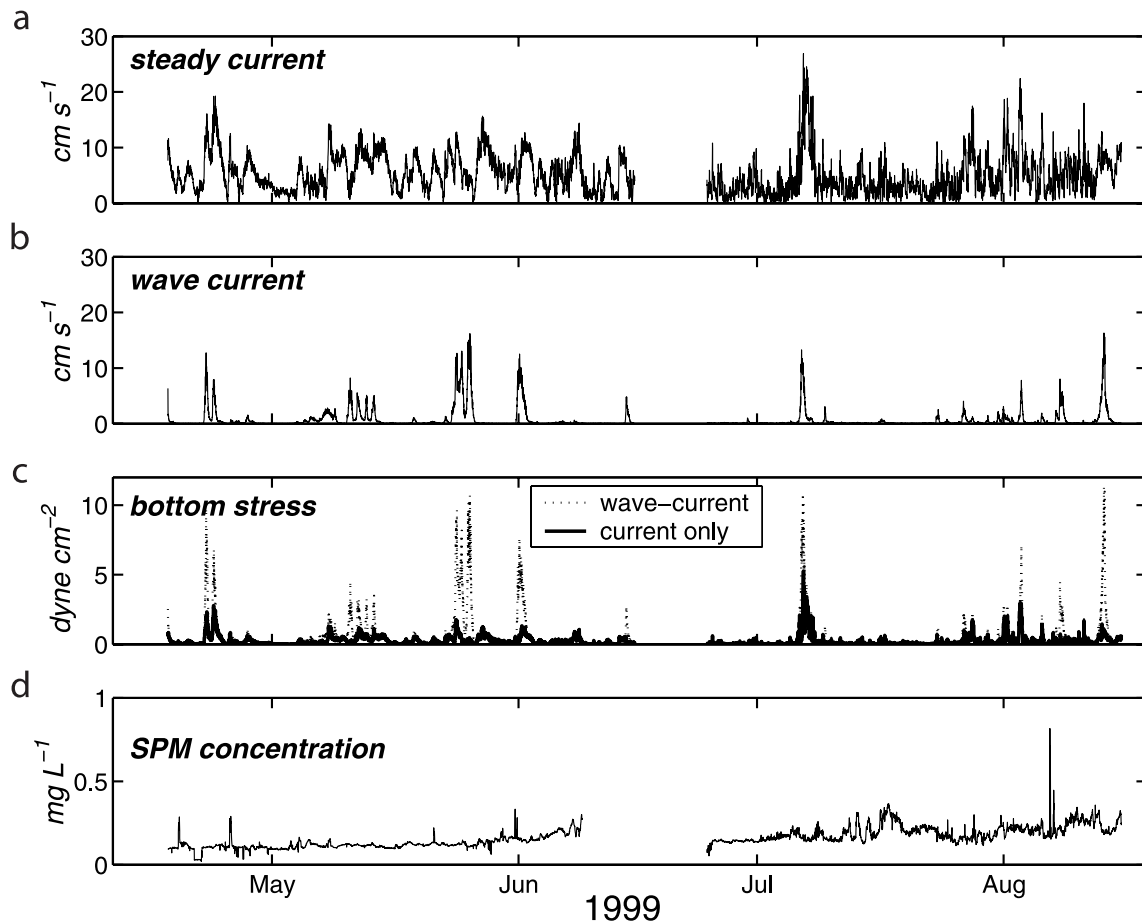 a
30
20
10
0
cm s⁻¹
steady current
b
30
20
10
0
cm s⁻¹
wave current
c
10
5
0
dyne cm⁻²
bottom stress
wave–current
current only
d
1
0.5
0
mg L⁻¹
SPM concentration
May Jun Jul Aug
1999